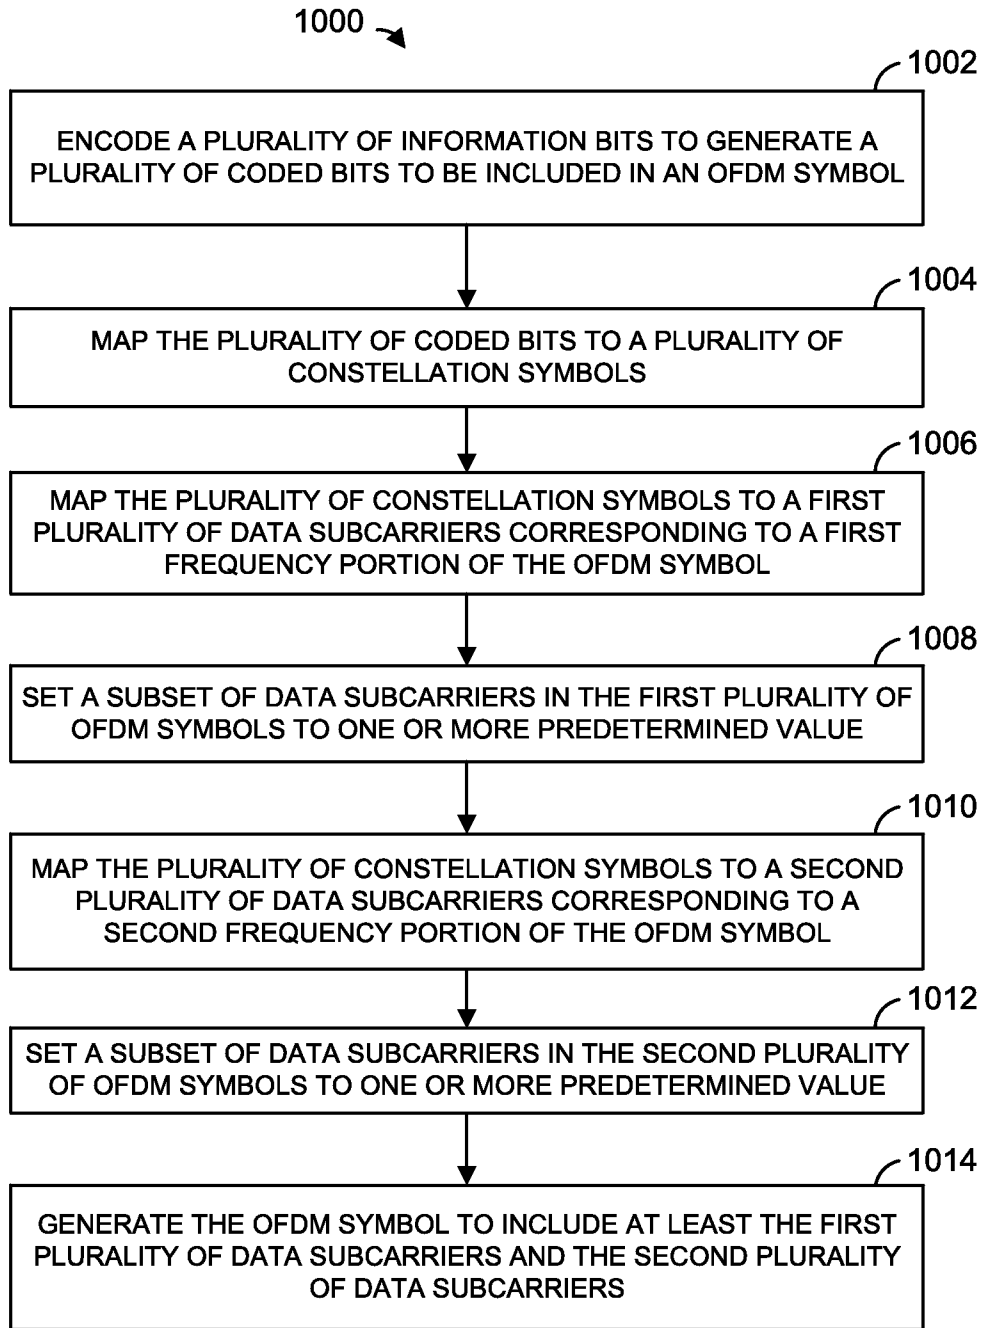 1000
1002
ENCODE A PLURALITY OF INFORMATION BITS TO GENERATE A
PLURALITY OF CODED BITS TO BE INCLUDED IN AN OFDM SYMBOL
1004
MAP THE PLURALITY OF CODED BITS TO A PLURALITY OF
CONSTELLATION SYMBOLS
1006
MAP THE PLURALITY OF CONSTELLATION SYMBOLS TO A FIRST
PLURALITY OF DATA SUBCARRIERS CORRESPONDING TO A FIRST
FREQUENCY PORTION OF THE OFDM SYMBOL
1008
SET A SUBSET OF DATA SUBCARRIERS IN THE FIRST PLURALITY OF
OFDM SYMBOLS TO ONE OR MORE PREDETERMINED VALUE
1010
MAP THE PLURALITY OF CONSTELLATION SYMBOLS TO A SECOND
PLURALITY OF DATA SUBCARRIERS CORRESPONDING TO A
SECOND FREQUENCY PORTION OF THE OFDM SYMBOL
1012
SET A SUBSET OF DATA SUBCARRIERS IN THE SECOND PLURALITY
OF OFDM SYMBOLS TO ONE OR MORE PREDETERMINED VALUE
1014
GENERATE THE OFDM SYMBOL TO INCLUDE AT LEAST THE FIRST
PLURALITY OF DATA SUBCARRIERS AND THE SECOND PLURALITY
OF DATA SUBCARRIERS